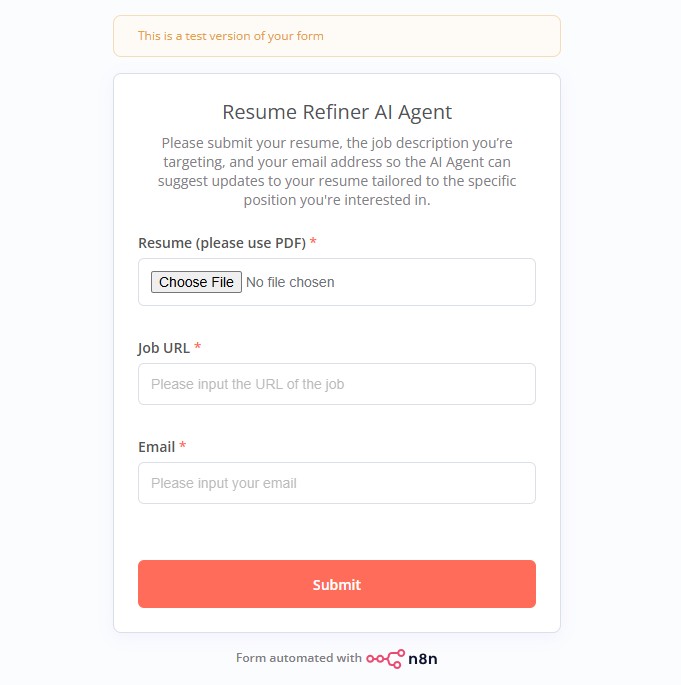 This is a test version of your form
Resume Refiner AI Agent
Please submit your resume, the job description you’re
targeting, and your email address so the AI Agent can
suggest updates to your resume tailored to the specific
position you're interested in.
Resume (please use PDF) *
Choose File No file chosen
Job URL *
Please input the URL of the job
Email *
Please input your email
Submit
Form automated with n8n